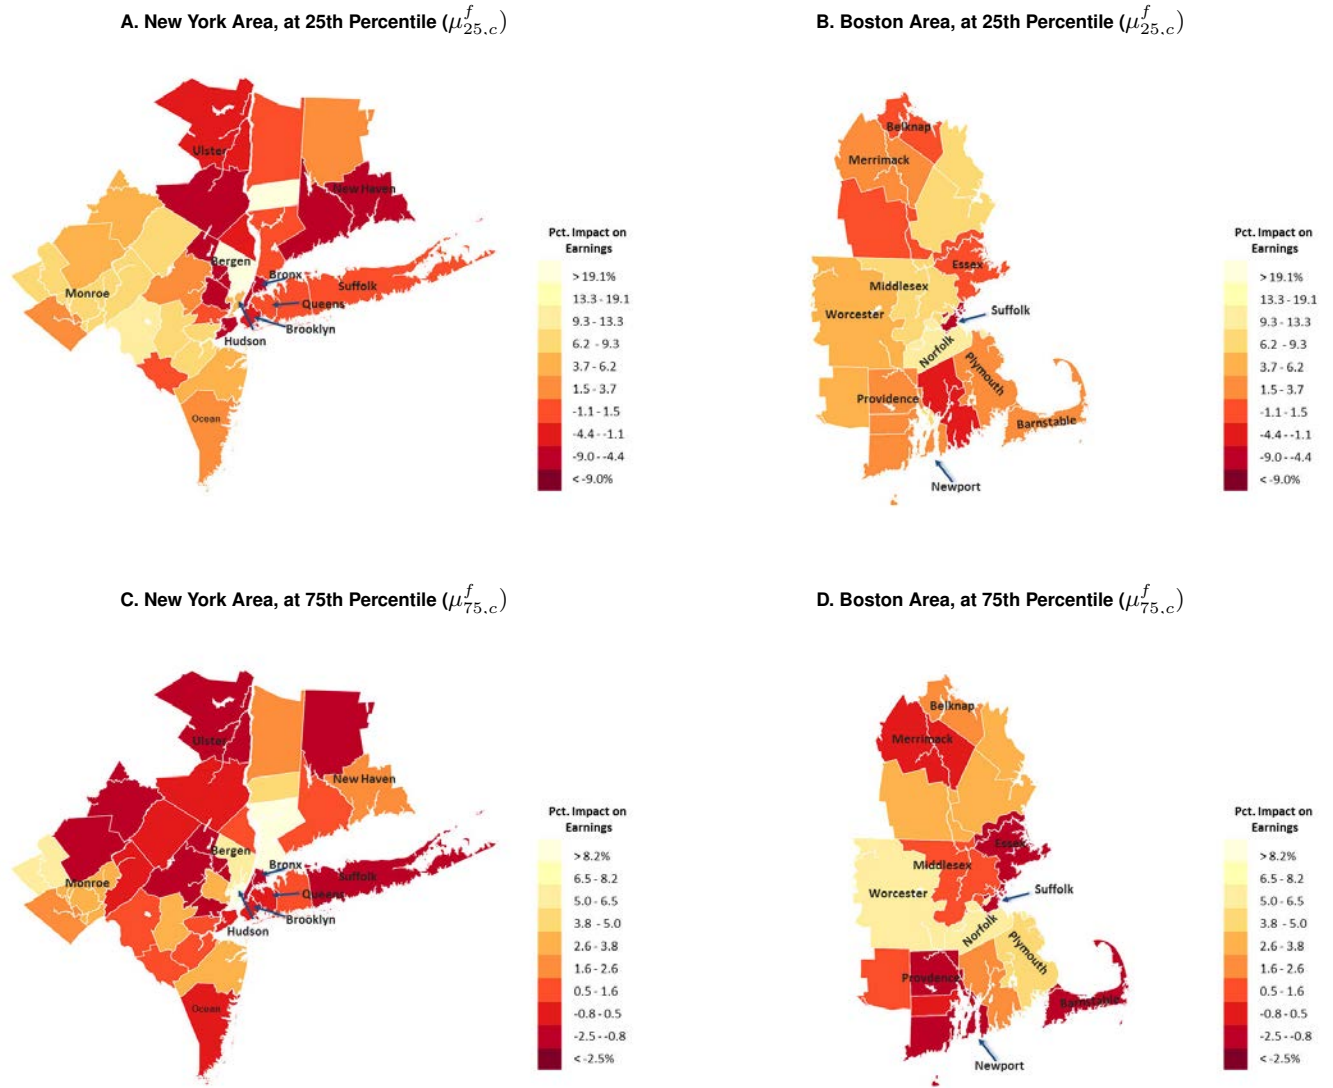 A. New York Area, at 25th Percentile (μ^f_{25,c})
Ulster
New Haven
Bergen
Bronx
Suffolk
Monroe
Queens
Brooklyn
Hudson
Ocean
Pct. Impact on
Earnings
> 19.1%
13.3 - 19.1
9.3 - 13.3
6.2 - 9.3
3.7 - 6.2
1.5 - 3.7
-1.1 - 1.5
-4.4 - -1.1
-9.0 - -4.4
< -9.0%
B. Boston Area, at 25th Percentile (μ^f_{25,c})
Belknap
Merrimack
Essex
Middlesex
Worcester
Suffolk
Norfolk
Plymouth
Providence
Barnstable
Newport
Pct. Impact on
Earnings
> 19.1%
13.3 - 19.1
9.3 - 13.3
6.2 - 9.3
3.7 - 6.2
1.5 - 3.7
-1.1 - 1.5
-4.4 - -1.1
-9.0 - -4.4
< -9.0%
C. New York Area, at 75th Percentile (μ^f_{75,c})
Ulster
New Haven
Bergen
Bronx
Suffolk
Monroe
Queens
Brooklyn
Hudson
Ocean
Pct. Impact on
Earnings
> 8.2%
6.5 - 8.2
5.0 - 6.5
3.8 - 5.0
2.6 - 3.8
1.6 - 2.6
0.5 - 1.6
-0.8 - 0.5
-2.5 - -0.8
< -2.5%
D. Boston Area, at 75th Percentile (μ^f_{75,c})
Belknap
Merrimack
Essex
Middlesex
Worcester
Suffolk
Norfolk
Plymouth
Providence
Barnstable
Newport
Pct. Impact on
Earnings
> 8.2%
6.5 - 8.2
5.0 - 6.5
3.8 - 5.0
2.6 - 3.8
1.6 - 2.6
0.5 - 1.6
-0.8 - 0.5
-2.5 - -0.8
< -2.5%